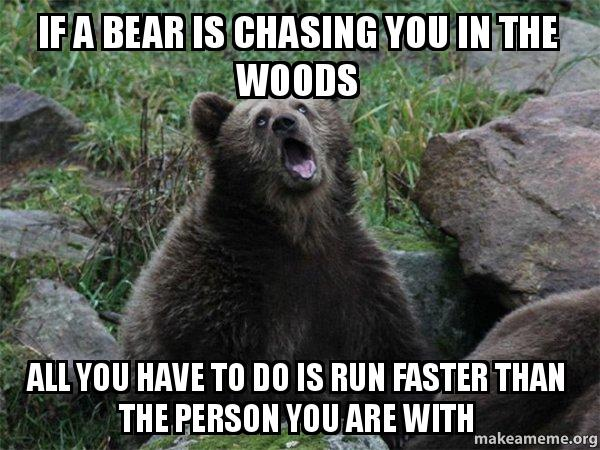 IF A BEAR IS CHASING YOU IN THE
WOODS
ALL YOU HAVE TO DO IS RUN FASTER THAN
THE PERSON YOU ARE WITH
makeameme.org